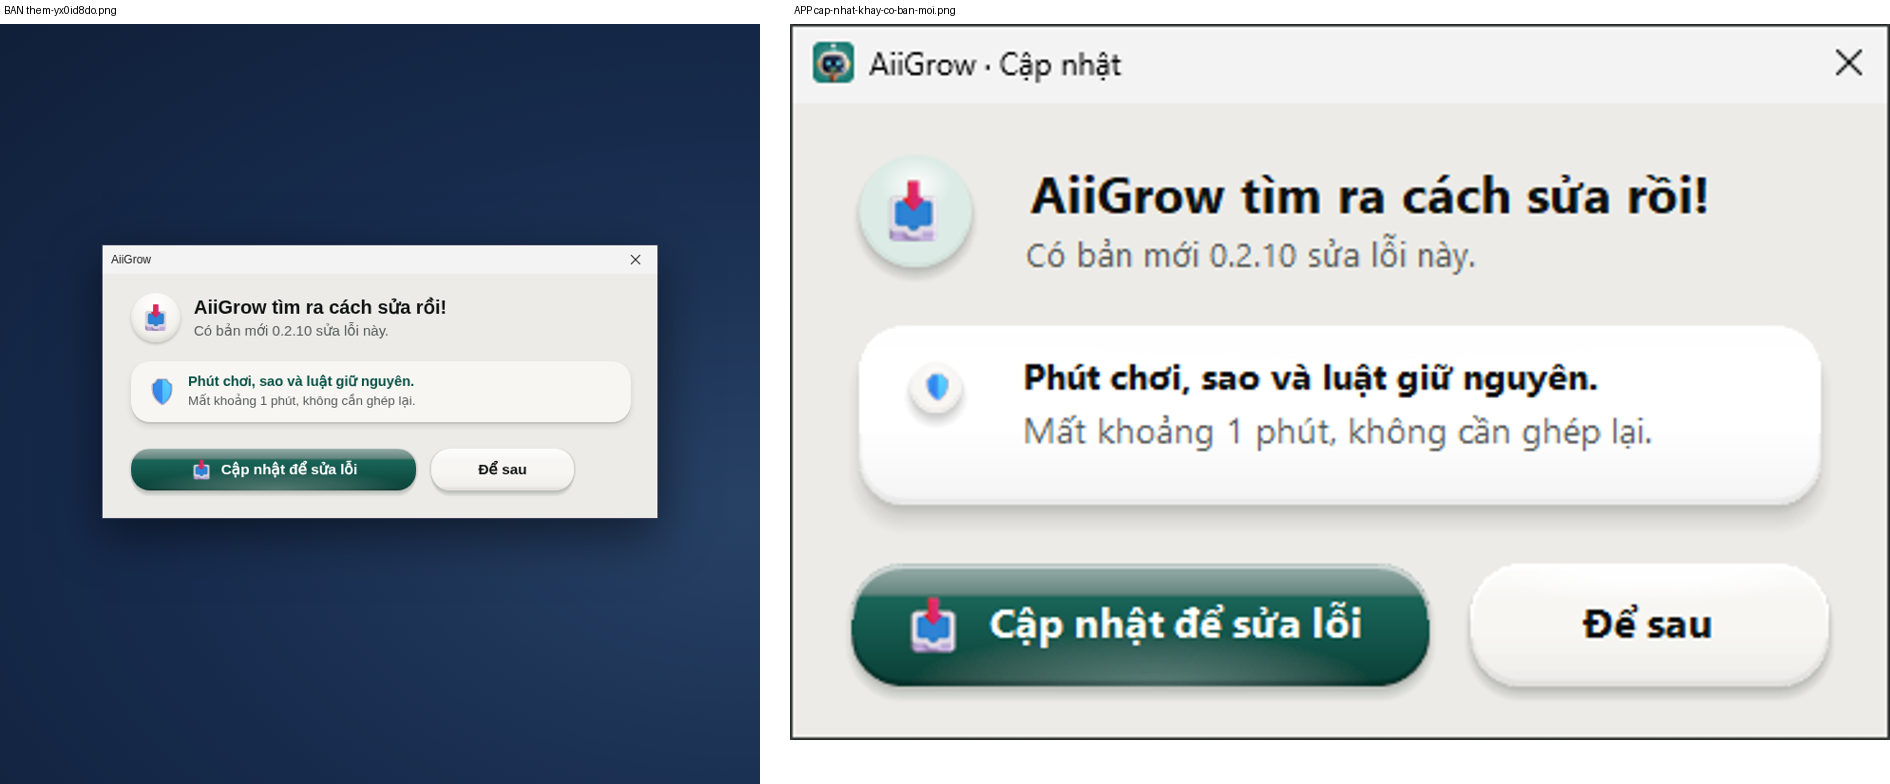 BAN them-yx0id8do.png
AiiGrow
AiiGrow tìm ra cách sửa rồi!
Có bản mới 0.2.10 sửa lỗi này.
Phút chơi, sao và luật giữ nguyên.
Mất khoảng 1 phút, không cần ghép lại.
Cập nhật để sửa lỗi
Để sau
APP cap-nhat-khay-co-ban-moi.png
AiiGrow · Cập nhật
AiiGrow tìm ra cách sửa rồi!
Có bản mới 0.2.10 sửa lỗi này.
Phút chơi, sao và luật giữ nguyên.
Mất khoảng 1 phút, không cần ghép lại.
Cập nhật để sửa lỗi
Để sau